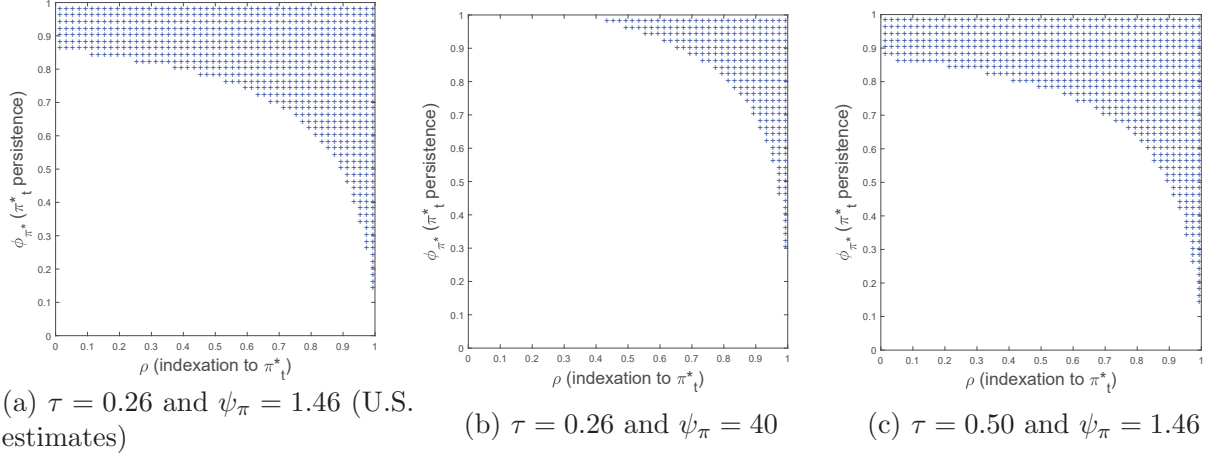 1
0.9
0.8
0.7
0.6
0.5
0.4
0.3
0.2
0.1
0
ϕπ* (π*t persistence)
0 0.1 0.2 0.3 0.4 0.5 0.6 0.7 0.8 0.9 1
ρ (indexation to π*t)
(a) τ = 0.26 and ψπ = 1.46 (U.S.
estimates)
1
0.9
0.8
0.7
0.6
0.5
0.4
0.3
0.2
0.1
0
ϕπ* (π*t persistence)
0 0.1 0.2 0.3 0.4 0.5 0.6 0.7 0.8 0.9 1
ρ (indexation to π*t)
(b) τ = 0.26 and ψπ = 40
1
0.9
0.8
0.7
0.6
0.5
0.4
0.3
0.2
0.1
0
ϕπ* (π*t persistence)
0 0.1 0.2 0.3 0.4 0.5 0.6 0.7 0.8 0.9 1
ρ (indexation to π*t)
(c) τ = 0.50 and ψπ = 1.46